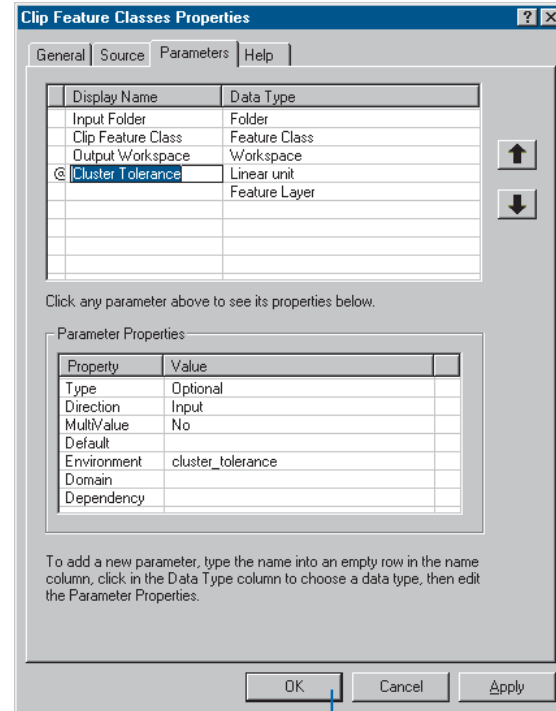 Clip Feature Classes Properties
General Source Parameters Help
Display Name Data Type
Input Folder Folder
Clip Feature Class Feature Class
Output Workspace Workspace
@ Cluster Tolerance Linear unit
Feature Layer
Click any parameter above to see its properties below.
Parameter Properties
Property Value
Type Optional
Direction Input
MultiValue No
Default
Environment cluster_tolerance
Domain
Dependency
To add a new parameter, type the name into an empty row in the name
column, click in the Data Type column to choose a data type, then edit
the Parameter Properties.
OK Cancel Apply